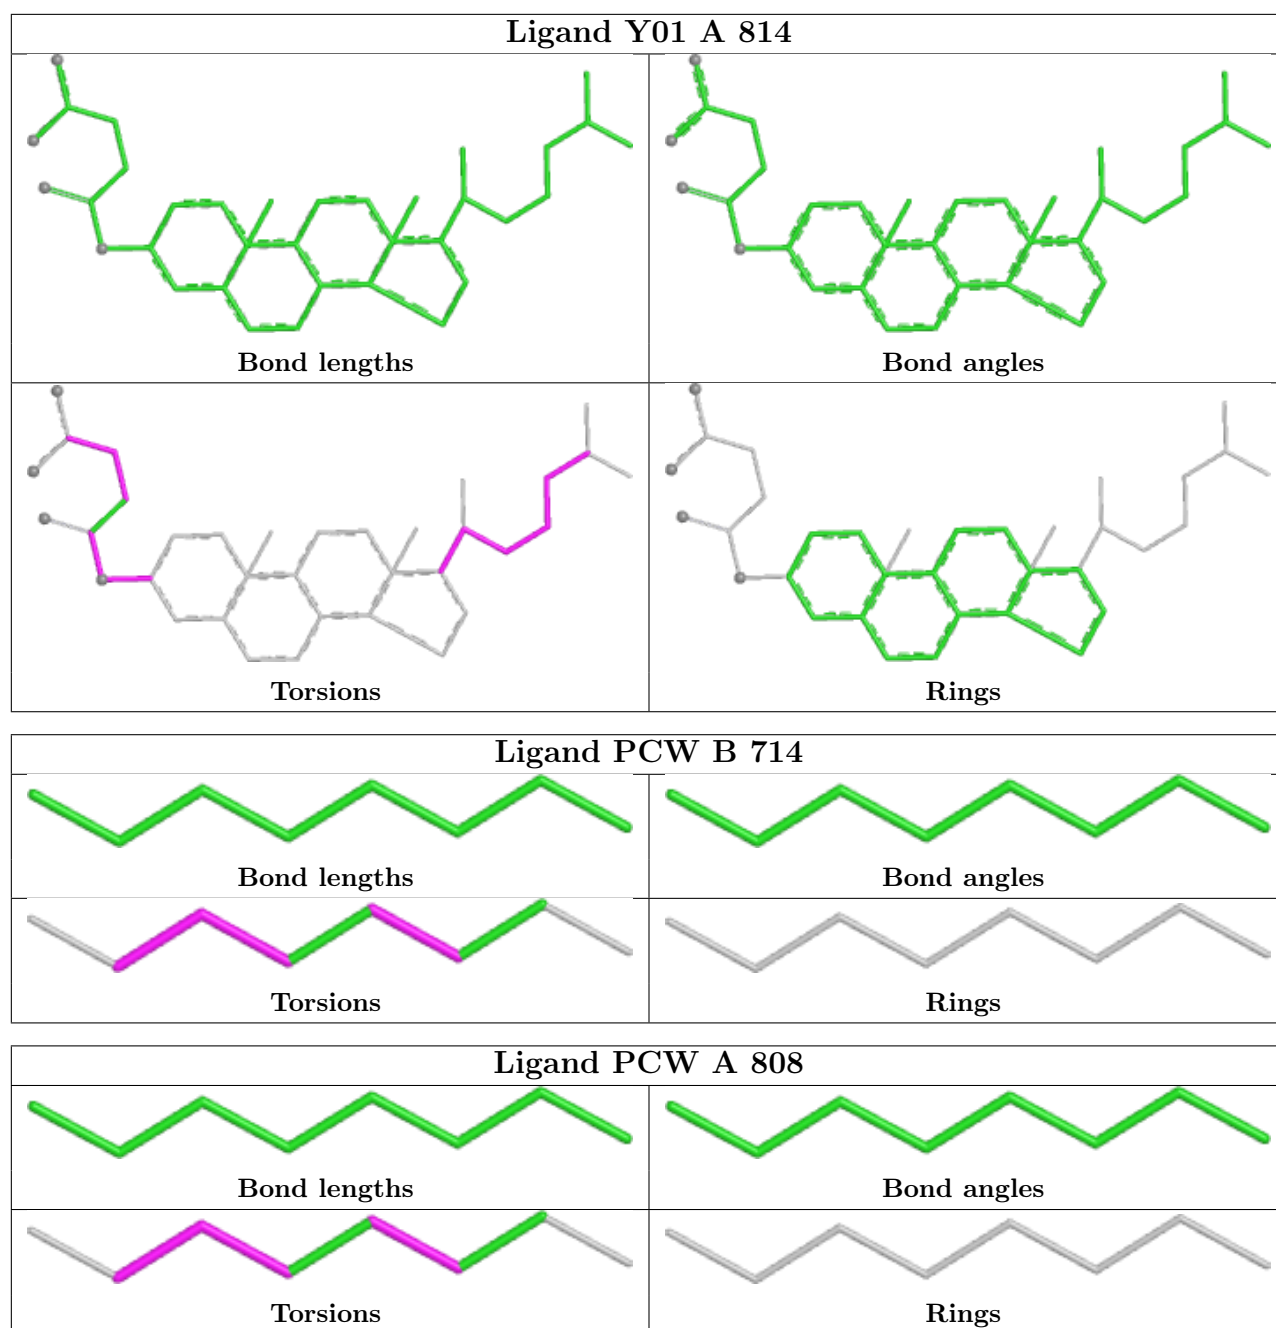 Ligand Y01 A 814
Bond lengths
Bond angles
Torsions
Rings
Ligand PCW B 714
Bond lengths
Bond angles
Torsions
Rings
Ligand PCW A 808
Bond lengths
Bond angles
Torsions
Rings